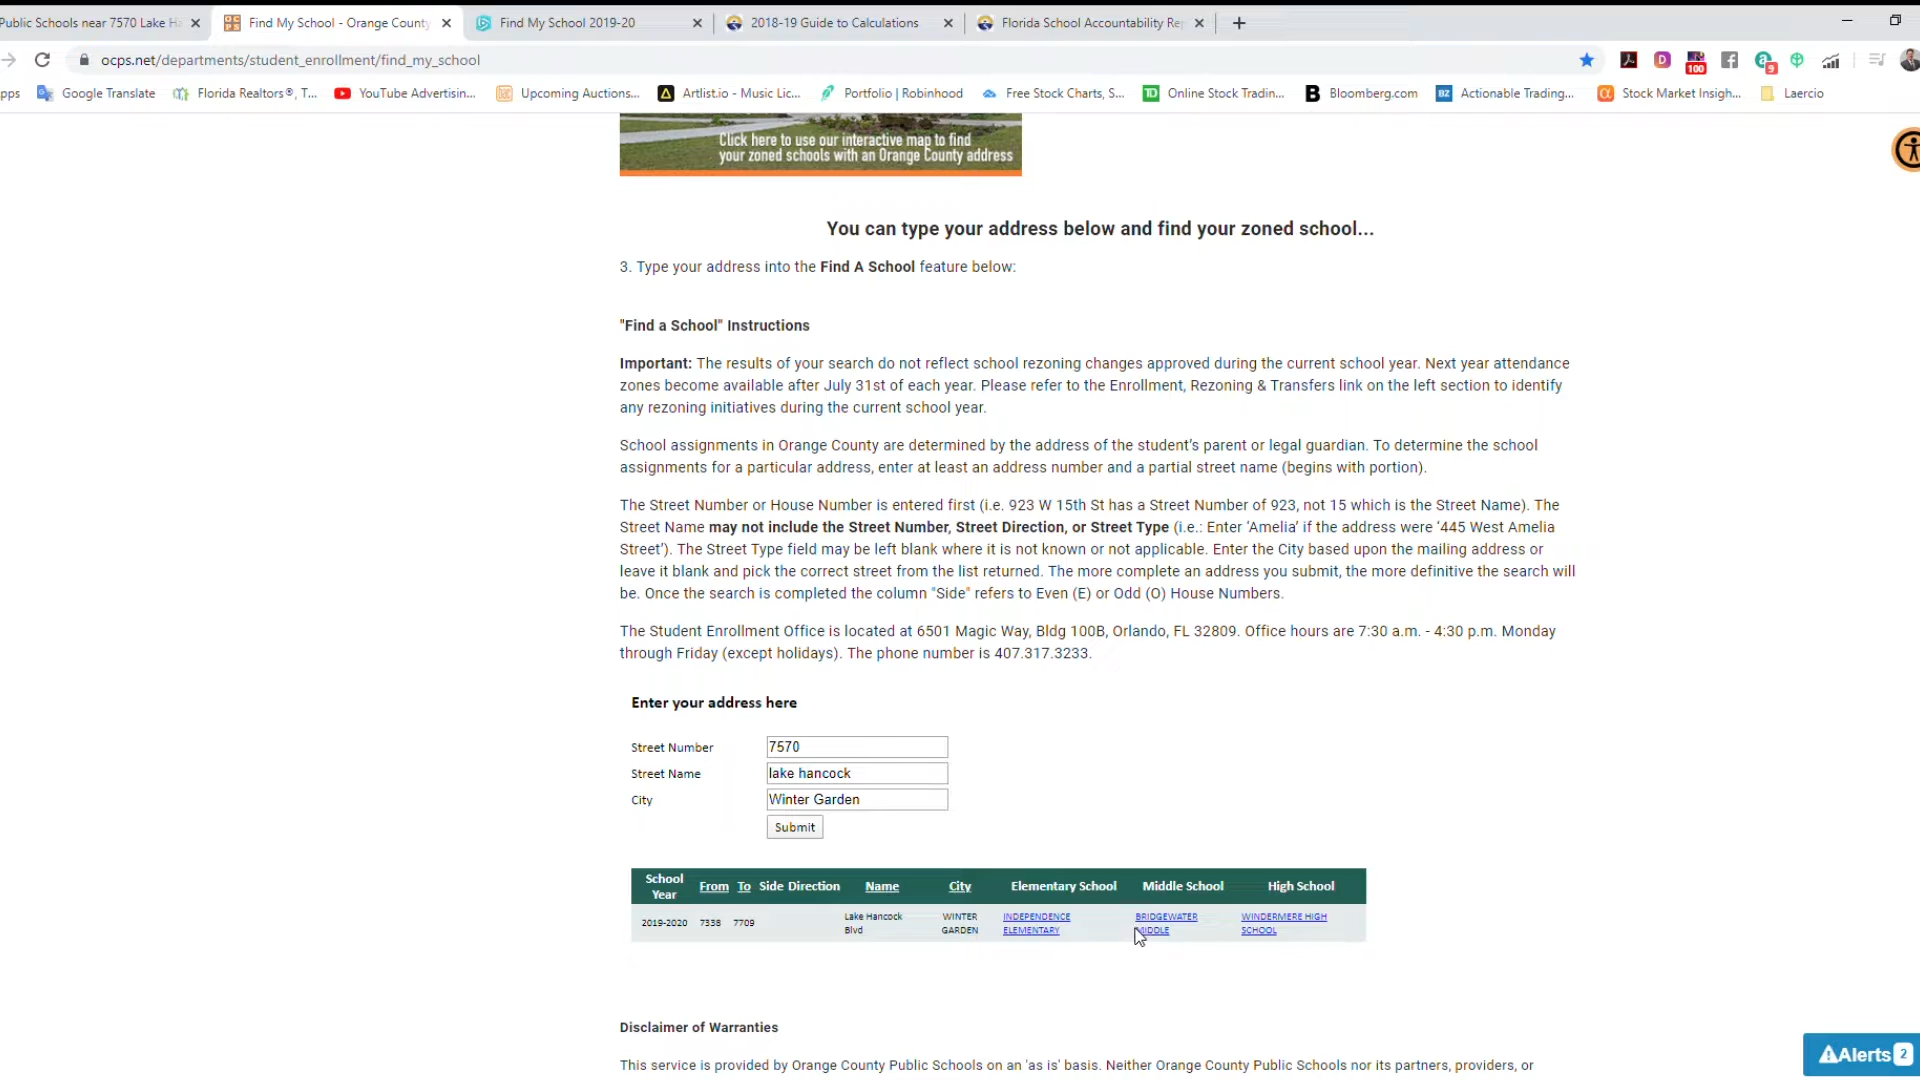 Public Schools near 7570 Lake Ha
Find My School - Orange County
Find My School 2019-20
2018-19 Guide to Calculations
Florida School Accountability Re
ocps.net/departments/student_enrollment/find_my_school
D
100
9
pps
Google Translate
Florida Realtors®, T...
YouTube Advertisin...
Upcoming Auctions...
Artlist.io - Music Lic...
Portfolio | Robinhood
Free Stock Charts, S...
Online Stock Tradin...
Bloomberg.com
Actionable Trading...
Stock Market Insigh...
Laercio
Click here to use our interactive map to find
your zoned schools with an Orange County address
You can type your address below and find your zoned school...
3. Type your address into the Find A School feature below:
"Find a School" Instructions
Important: The results of your search do not reflect school rezoning changes approved during the current school year. Next year attendance
zones become available after July 31st of each year. Please refer to the Enrollment, Rezoning & Transfers link on the left section to identify
any rezoning initiatives during the current school year.
School assignments in Orange County are determined by the address of the student's parent or legal guardian. To determine the school
assignments for a particular address, enter at least an address number and a partial street name (begins with portion).
The Street Number or House Number is entered first (i.e. 923 W 15th St has a Street Number of 923, not 15 which is the Street Name). The
Street Name may not include the Street Number, Street Direction, or Street Type (i.e.: Enter 'Amelia' if the address were '445 West Amelia
Street'). The Street Type field may be left blank where it is not known or not applicable. Enter the City based upon the mailing address or
leave it blank and pick the correct street from the list returned. The more complete an address you submit, the more definitive the search will
be. Once the search is completed the column "Side" refers to Even (E) or Odd (O) House Numbers.
The Student Enrollment Office is located at 6501 Magic Way, Bldg 100B, Orlando, FL 32809. Office hours are 7:30 a.m. - 4:30 p.m. Monday
through Friday (except holidays). The phone number is 407.317.3233.
Enter your address here
Street Number 7570
Street Name lake hancock
City Winter Garden
Submit
School Year From To Side Direction Name City Elementary School Middle School High School
2019-2020 7338 7709 Lake Hancock Blvd WINTER GARDEN INDEPENDENCE ELEMENTARY BRIDGEWATER MIDDLE WINDERMERE HIGH SCHOOL
Disclaimer of Warranties
This service is provided by Orange County Public Schools on an 'as is' basis. Neither Orange County Public Schools nor its partners, providers, or
Alerts 2